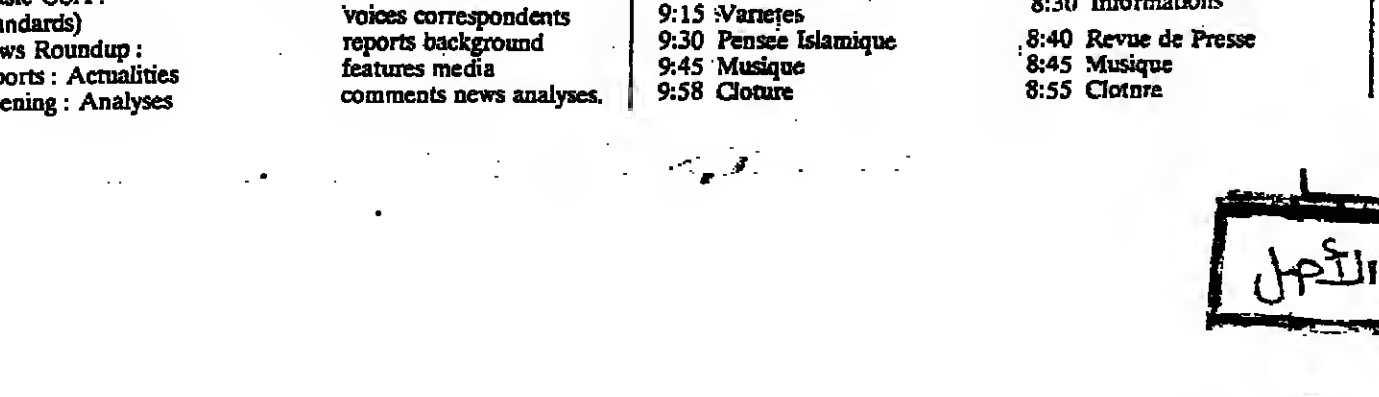 ndards)
ws Roundup :
ports : Actualities
ening : Analyses
voices correspondents
reports background
features media
comments news analyses.
9:15 Varietes
9:30 Pensee Islamique
9:45 Musique
9:58 Cloture
8:30 Informations
8:40 Revue de Presse
8:45 Musique
8:55 Cloture